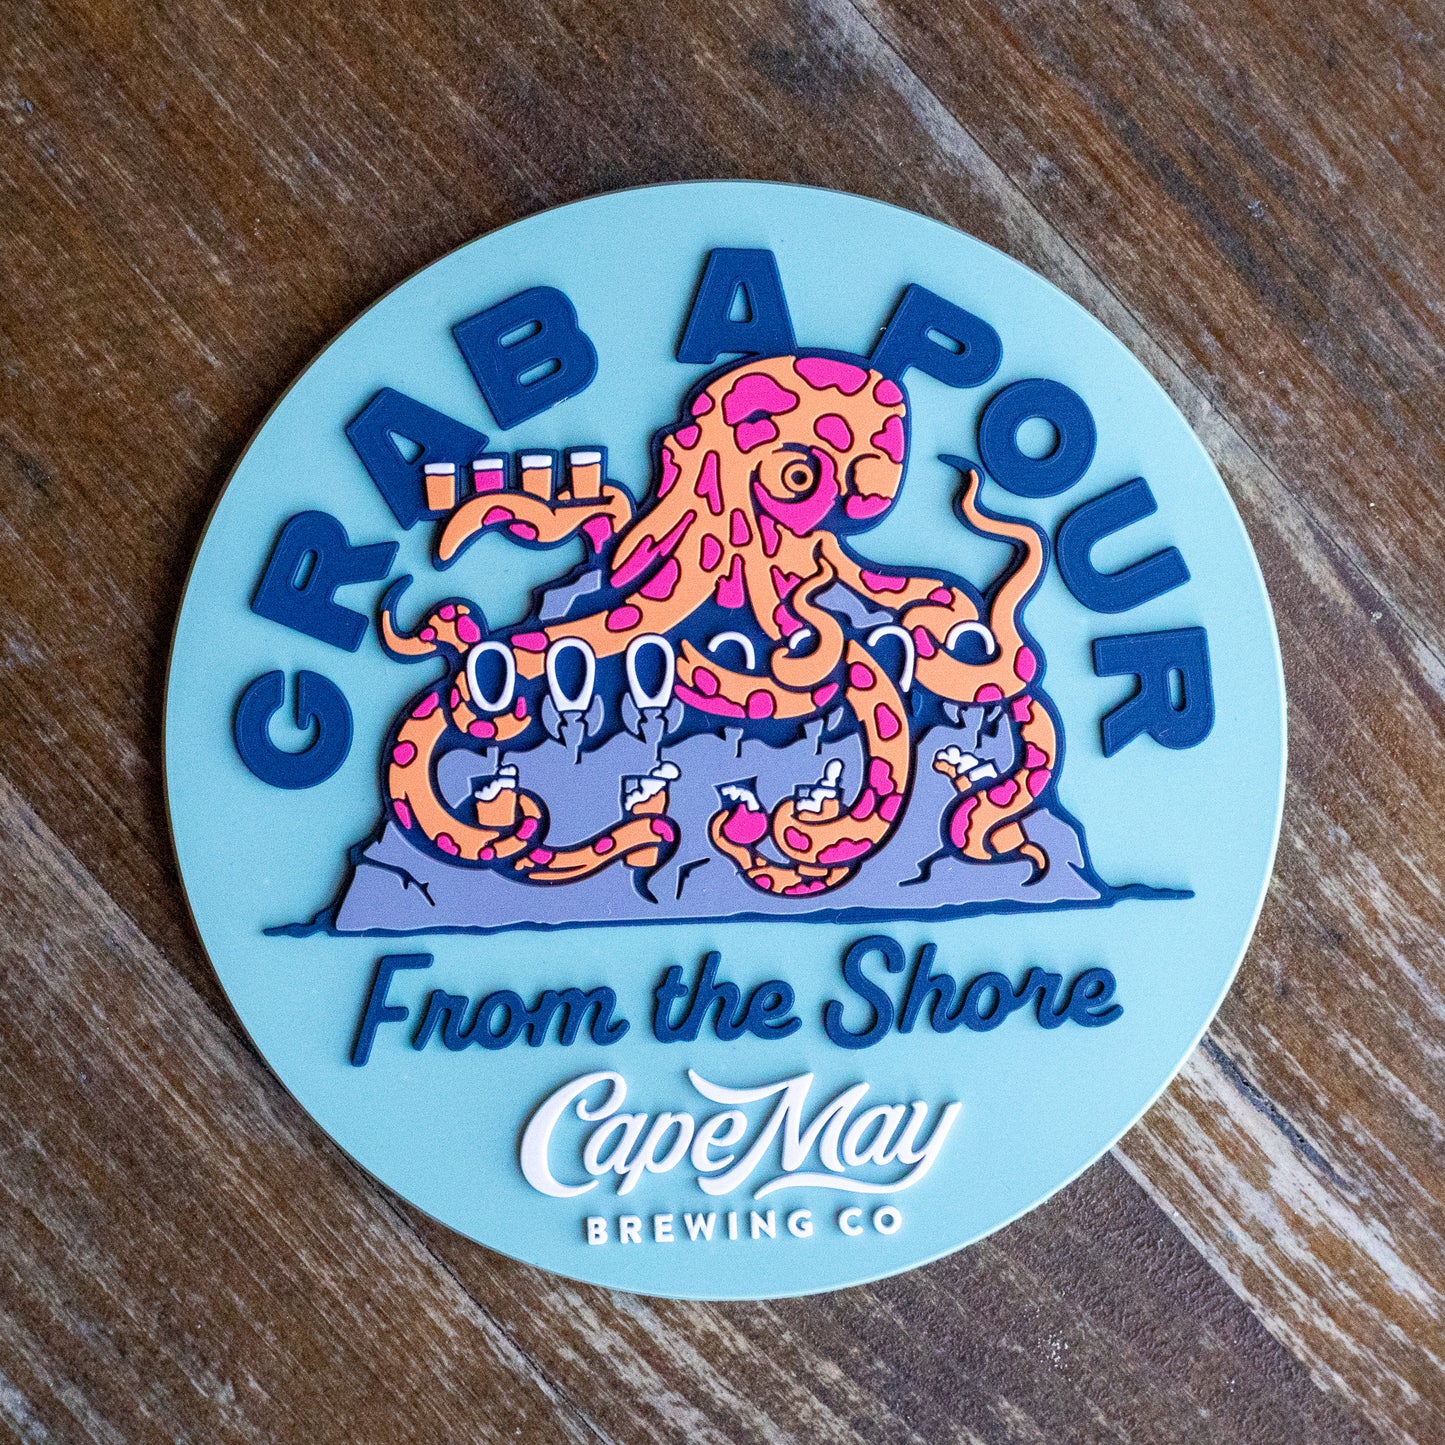 GRAB A POUR
From the Shore
Cape May
BREWING CO